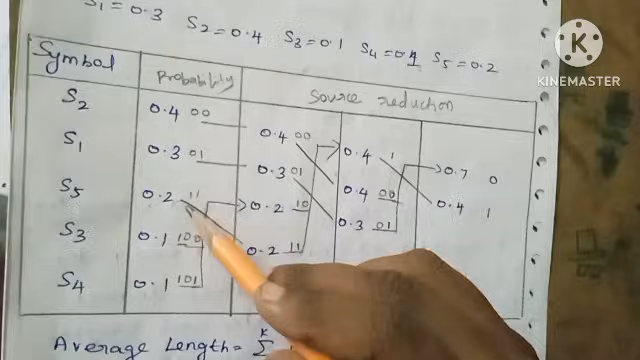 S1 = 0.3 S2 = 0.4 S3 = 0.1 S4 = 0.1 S5 = 0.2
KINEMASTER
Symbol Probability Source reduction
S2 0.4 00 0.4 00 0.4 1 0.7 0
S1 0.3 01 0.3 01 0.4 00 0.4 1
S5 0.2 11 0.2 10 0.3 01
S3 0.1 100 0.2 11
S4 0.1 101
Average Length = K Σ